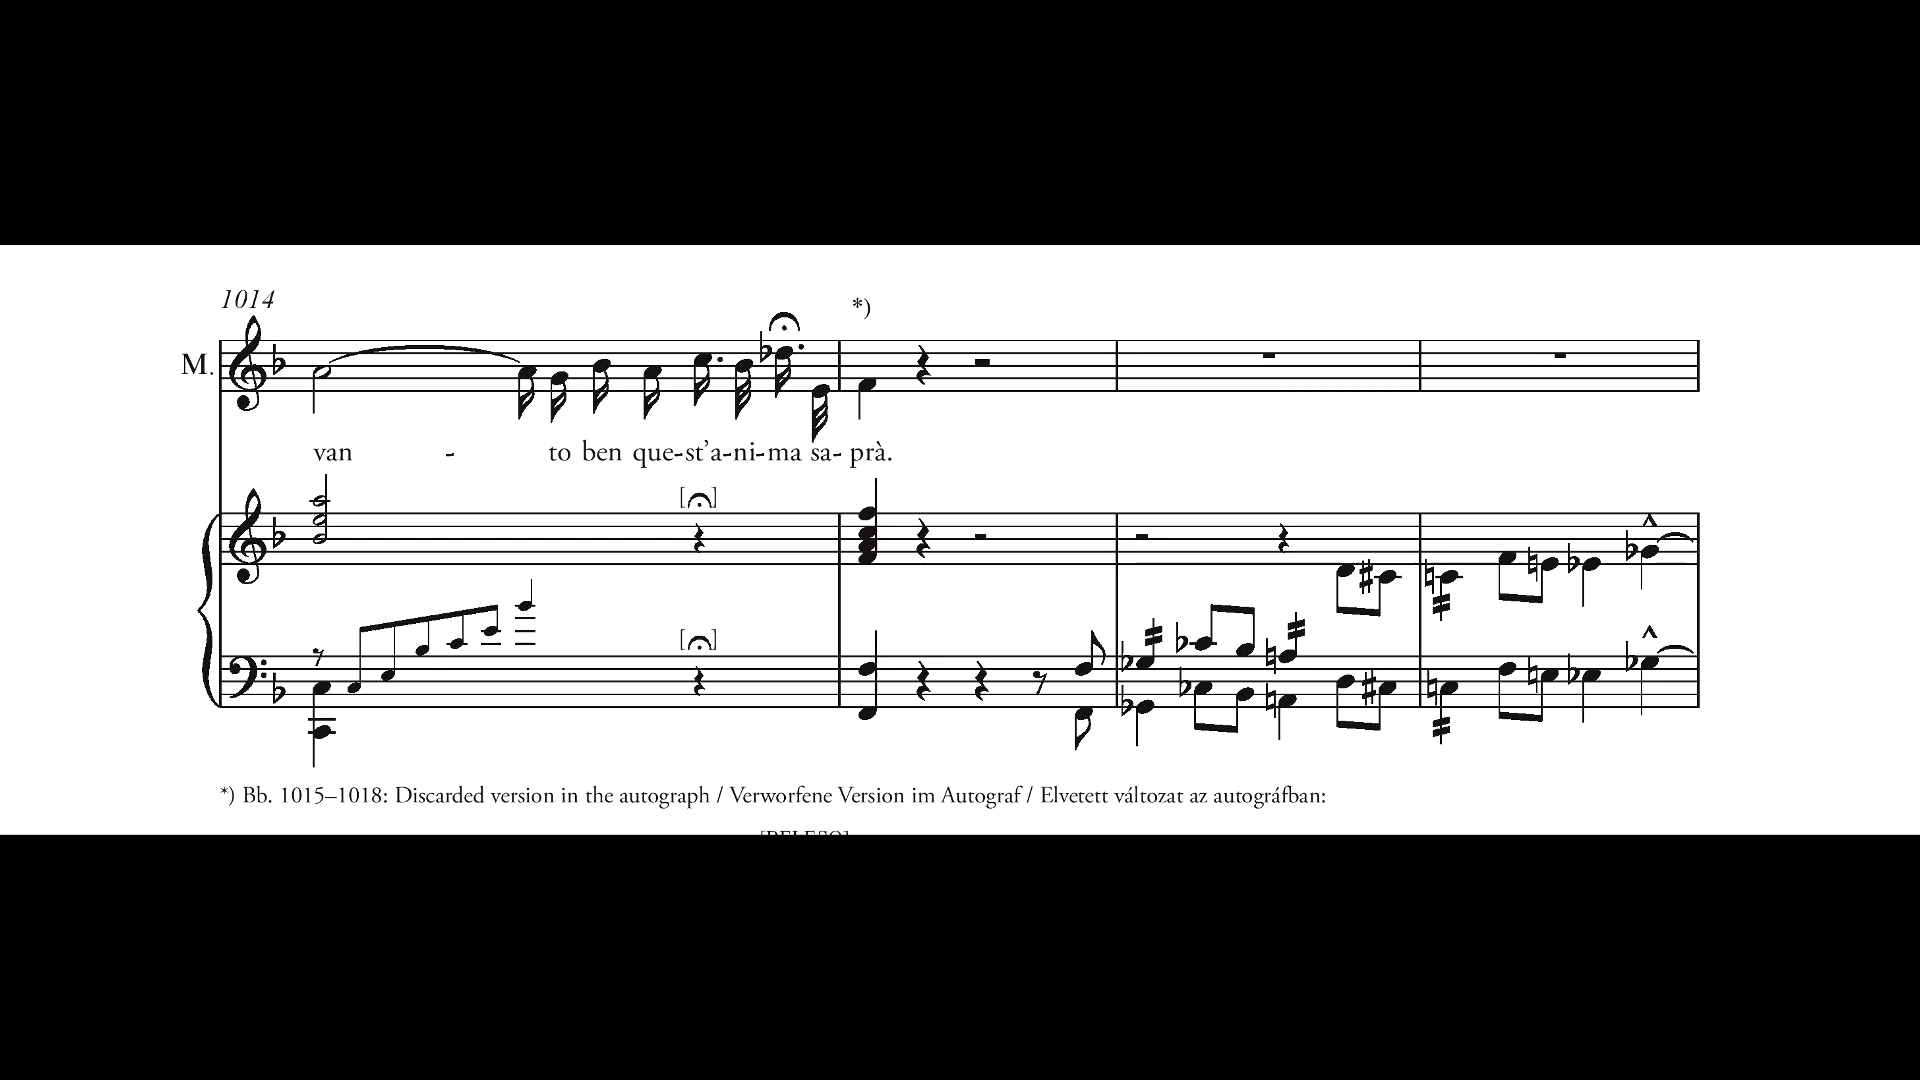 1014
*)
M.
van - to ben que-st'a-ni-ma sa- prà.
*) Bb. 1015–1018: Discarded version in the autograph / Verworfene Version im Autograf / Elvetett változat az autográfban: